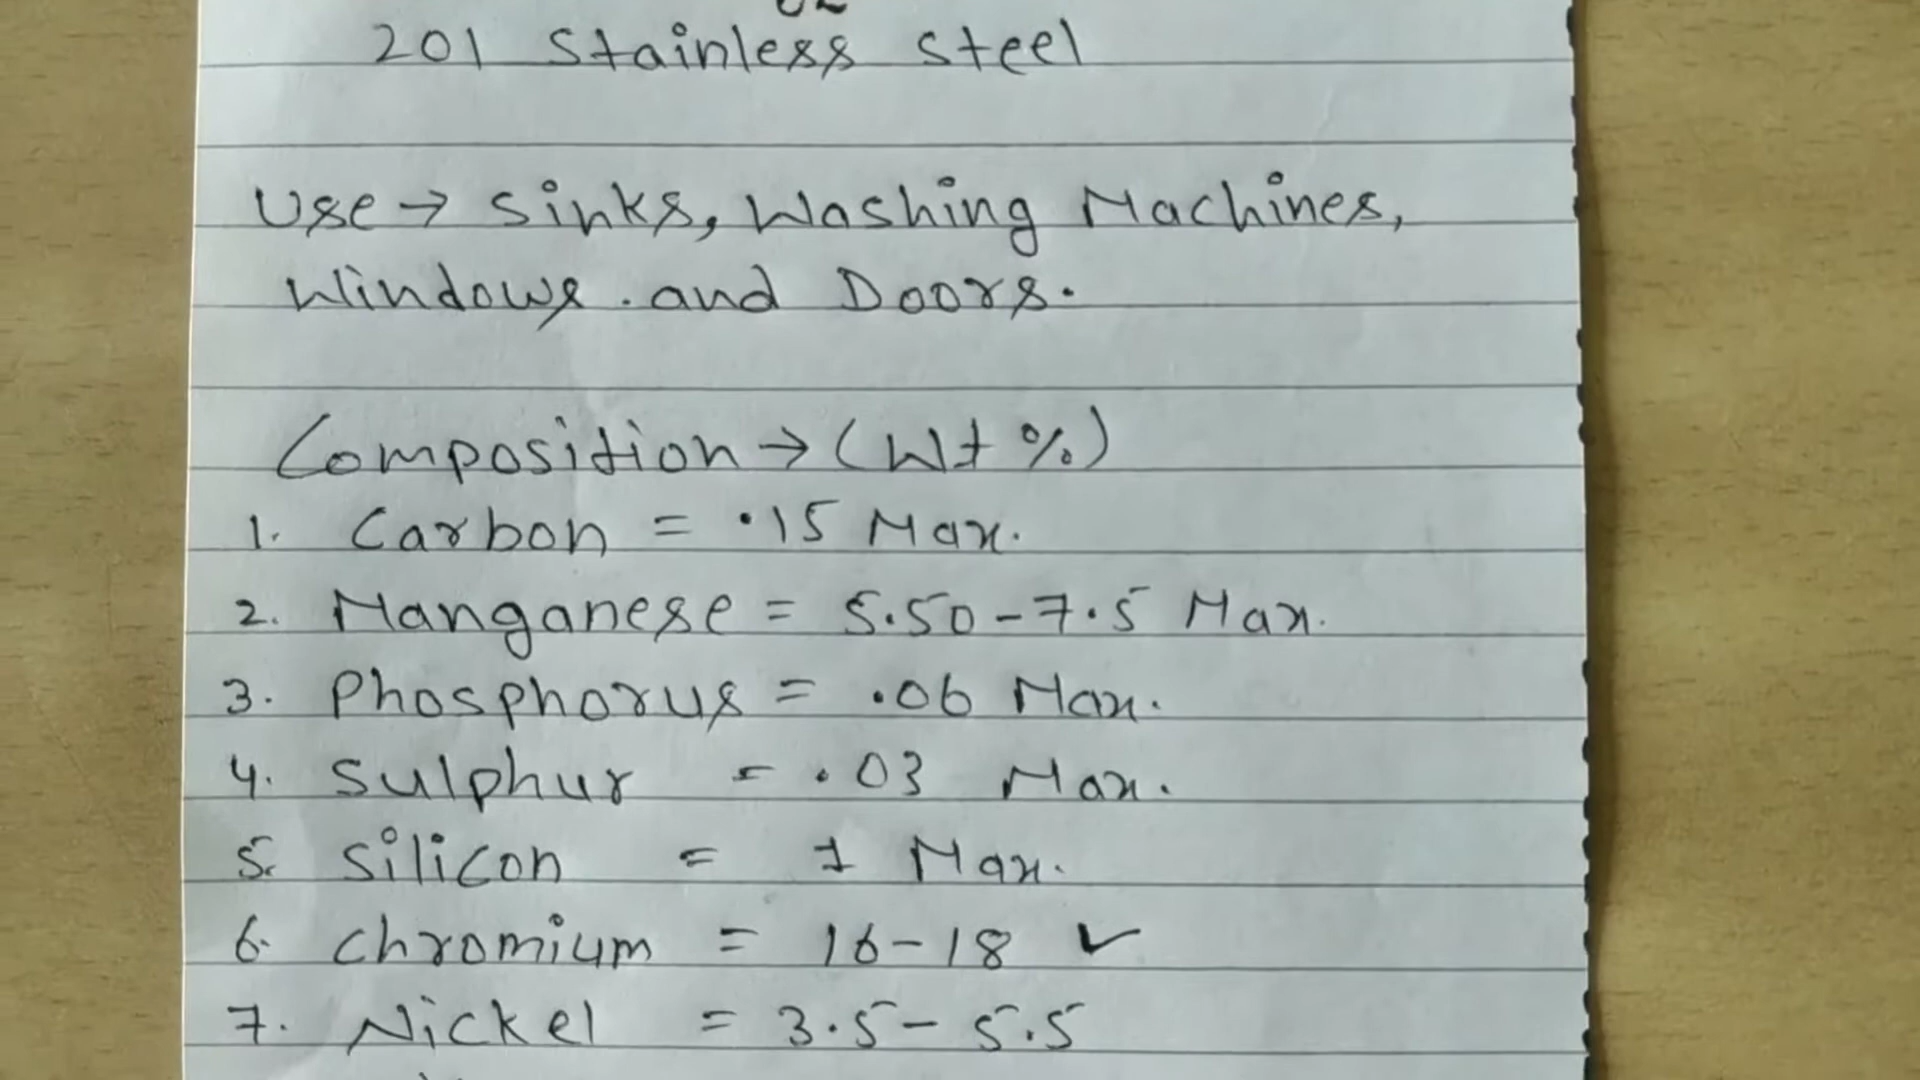 201 Stainless Steel
Use → Sinks, Washing Machines,
Windows . and Doors.
Composition → (Wt %)
1. Carbon = .15 Max.
2. Manganese = 5.50-7.5 Max.
3. Phosphorus = .06 Max.
4. Sulphur = .03 Max.
5. Silicon = 1 Max.
6. Chromium = 16-18 ✓
7. Nickel = 3.5-5.5